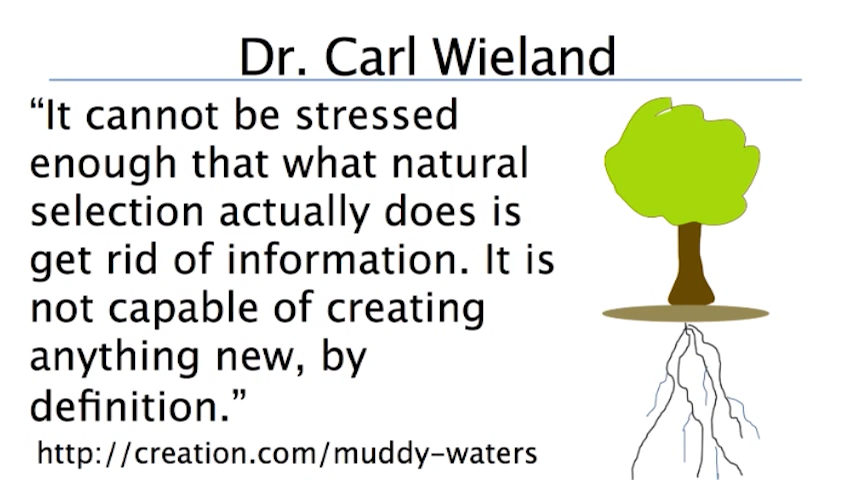 Dr. Carl Wieland
“It cannot be stressed
enough that what natural
selection actually does is
get rid of information. It is
not capable of creating
anything new, by
definition.”
http://creation.com/muddy-waters